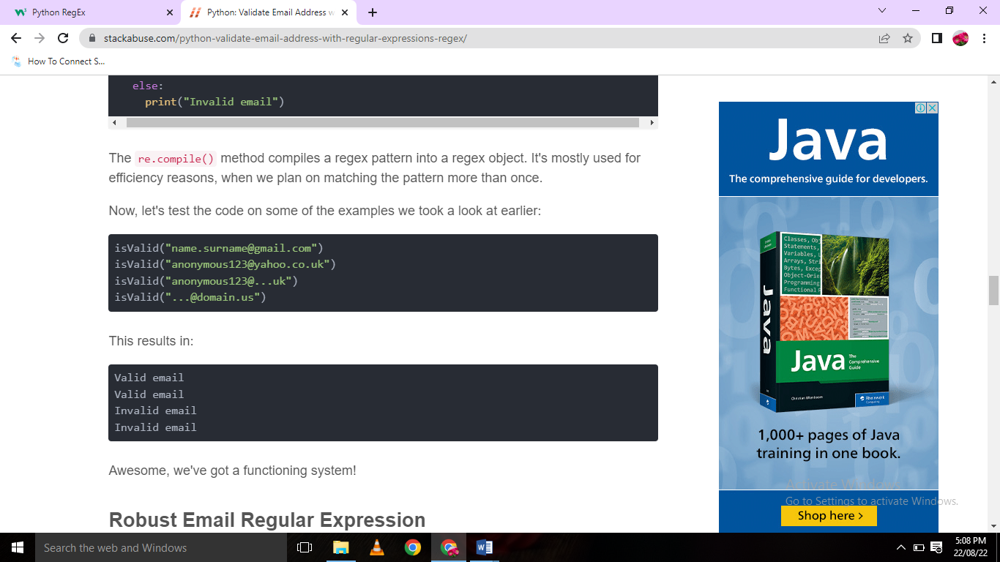 Python RegEx
Python: Validate Email Address w
stackabuse.com/python-validate-email-address-with-regular-expressions-regex/
How To Connect S...
else:
print("Invalid email")
The re.compile() method compiles a regex pattern into a regex object. It's mostly used for
efficiency reasons, when we plan on matching the pattern more than once.
Now, let's test the code on some of the examples we took a look at earlier:
isValid("name.surname@gmail.com")
isValid("anonymous123@yahoo.co.uk")
isValid("anonymous123@...uk")
isValid("...@domain.us")
This results in:
Valid email
Valid email
Invalid email
Invalid email
Awesome, we've got a functioning system!
Robust Email Regular Expression
Java
The comprehensive guide for developers.
Classes, Obj
Statements,
Variables,
Arrays, Stri
Bytes, Excep
Object-Orie
Programming
Functional
Java
Java
The
Comprehensive
Guide
Christian Ullenboom
Rheinwerk
Computing
1,000+ pages of Java
training in one book.
Activate Windows
Go to Settings to activate Windows.
Shop here >
Search the web and Windows
5:08 PM
22/08/22